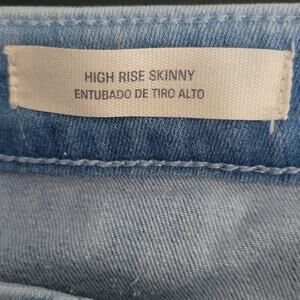 HIGH RISE SKINNY
ENTUBADO DE TIRO ALTO